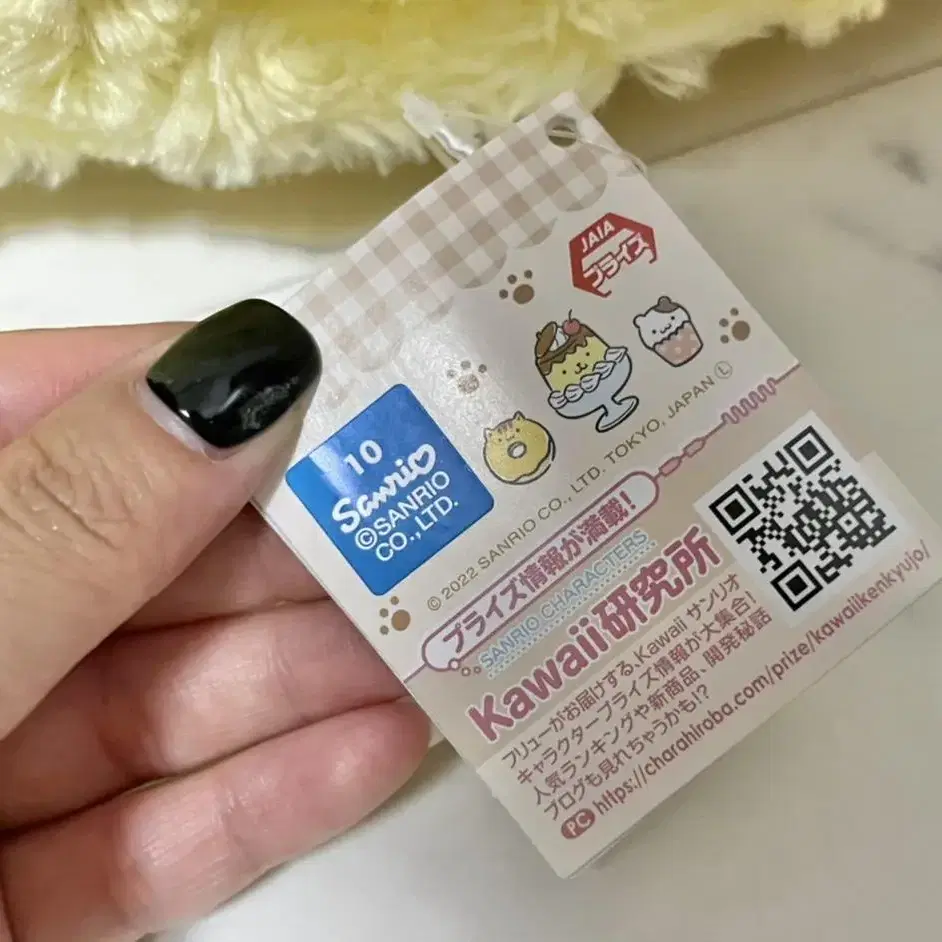 JAIA
プライズ
10
Sanrio
©SANRIO
CO.,LTD.
© 2022 SANRIO CO., LTD. TOKYO, JAPAN Ⓛ
プライズ情報が満載!
SANRIO CHARACTERS
Kawaii研究所
フリューがお届けする、Kawaii サンリオ
キャラクタープライズ情報が大集合!
人気ランキングや新商品、開発秘話
ブログも見れちゃうかも!?
PC https://charahiroba.com/prize/kawaiikenkyujo/